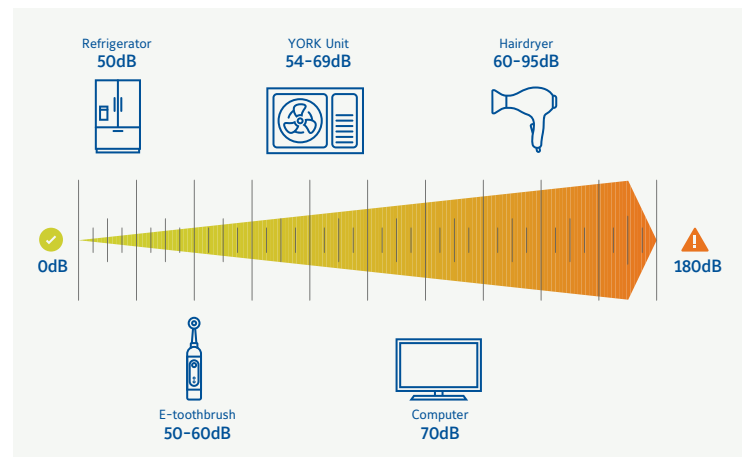 Refrigerator
50dB
YORK Unit
54-69dB
Hairdryer
60-95dB
0dB
180dB
E-toothbrush
50-60dB
Computer
70dB